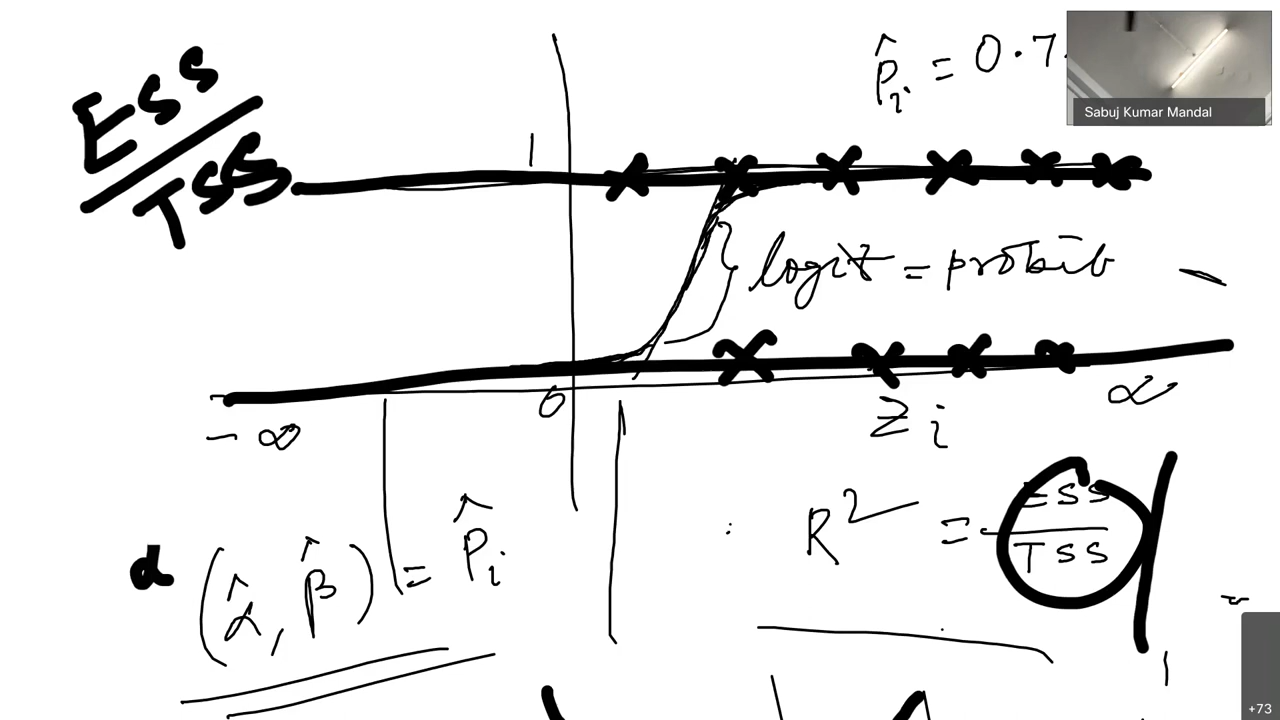 ESS
TSS
P̂i = 0.7
Sabuj Kumar Mandal
1
logit = probit
0
- ∞
∞
Zi
R² = ESS
TSS
(α̂, β̂) = P̂i
+73